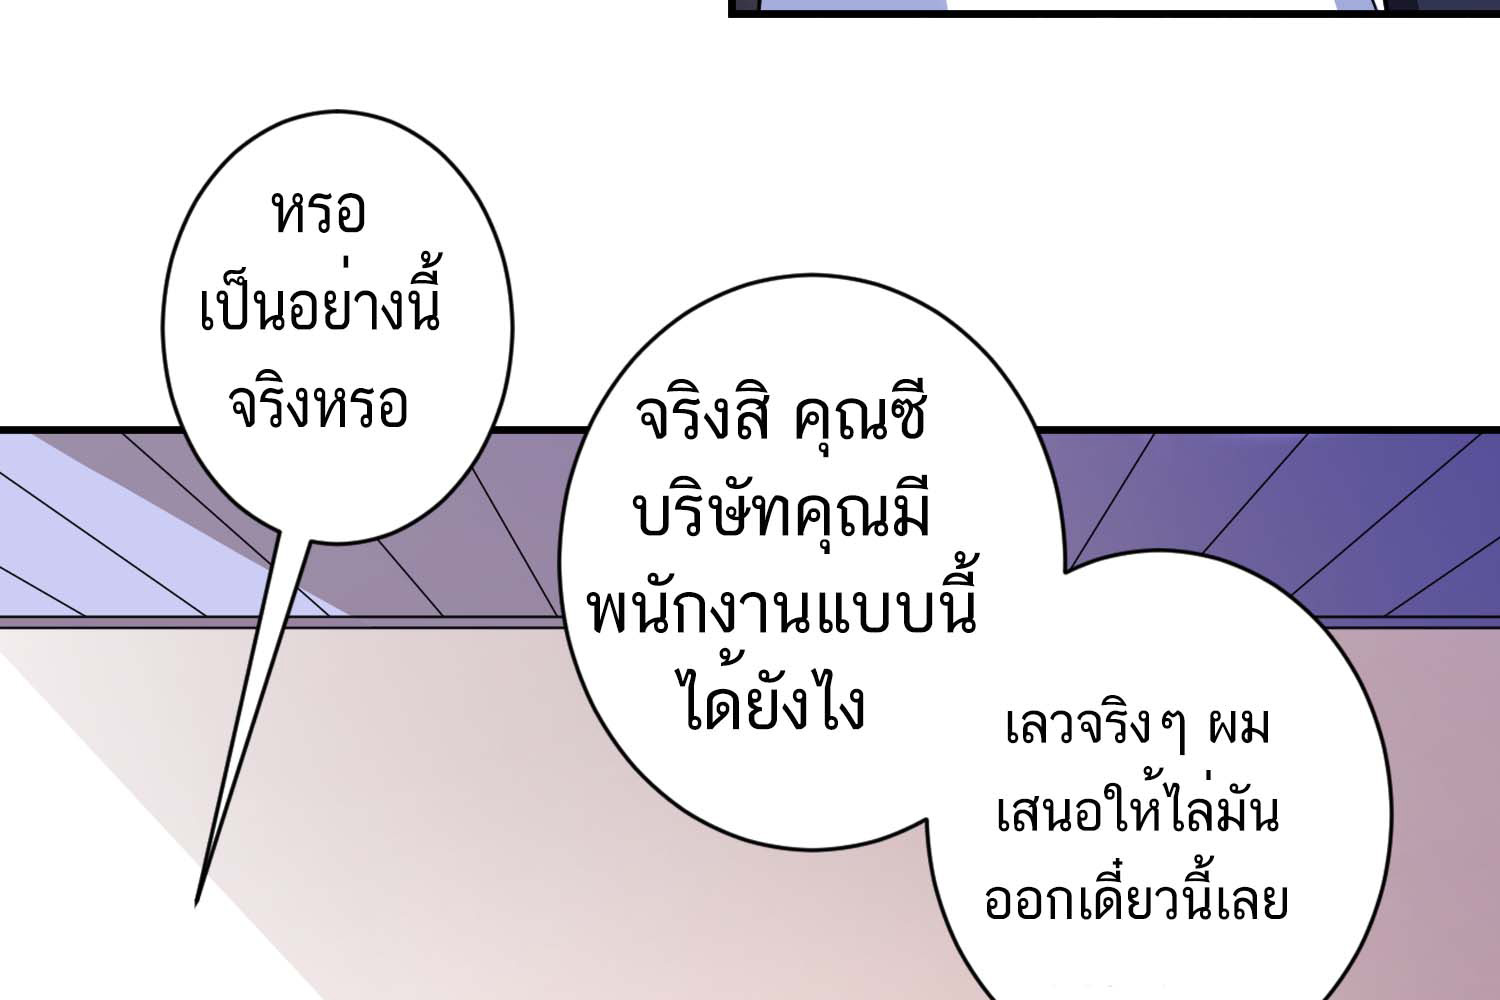 หรอ
เป็นอย่างนี้
จริงหรอ
จริงสิ คุณซี
บริษัทคุณมี
พนักงานแบบนี้
ได้ยังไง
เลวจริงๆ ผม
เสนอให้ไล่มัน
ออกเดี๋ยวนี้เลย